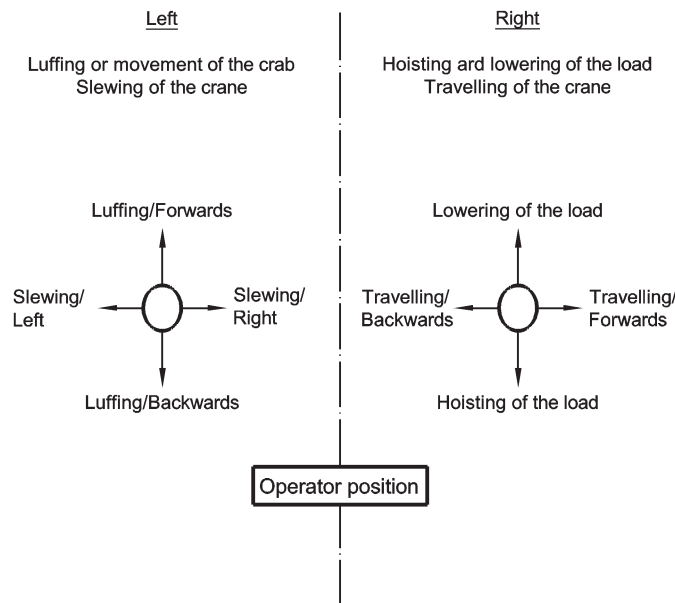 Left
Luffing or movement of the crab
Slewing of the crane
Luffing/Forwards
Slewing/
Left
Slewing/
Right
Luffing/Backwards
Right
Hoisting ard lowering of the load
Travelling of the crane
Lowering of the load
Travelling/
Backwards
Travelling/
Forwards
Hoisting of the load
Operator position